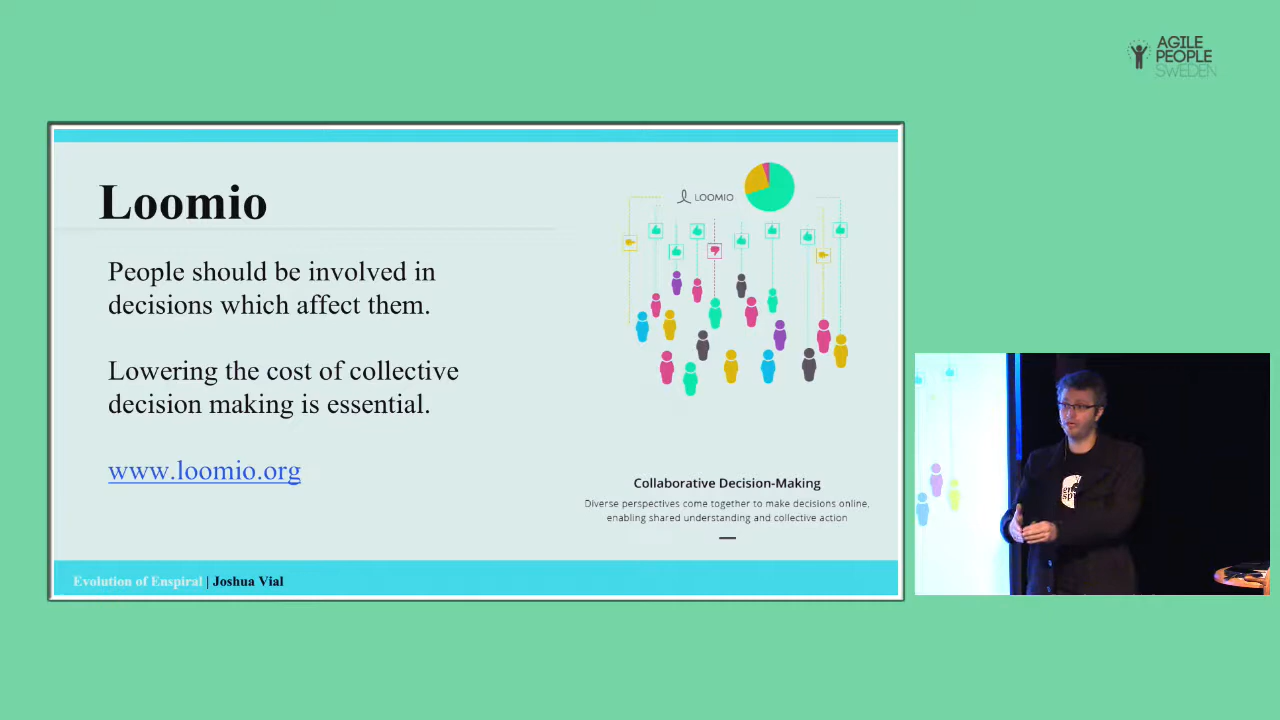 AGILE
PEOPLE
SWEDEN
Loomio
LOOMIO
People should be involved in
decisions which affect them.
Lowering the cost of collective
decision making is essential.
www.loomio.org
Collaborative Decision-Making
Diverse perspectives come together to make decisions online,
enabling shared understanding and collective action
Evolution of Enspiral | Joshua Vial